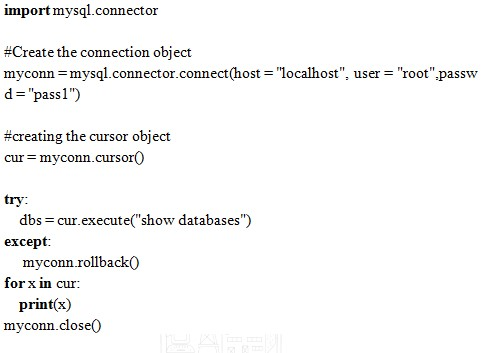 import mysql.connector
#Create the connection object
myconn = mysql.connector.connect(host = "localhost", user = "root",passw
d = "pass1")
#creating the cursor object
cur = myconn.cursor()
try:
dbs = cur.execute("show databases")
except:
myconn.rollback()
for x in cur:
print(x)
myconn.close()